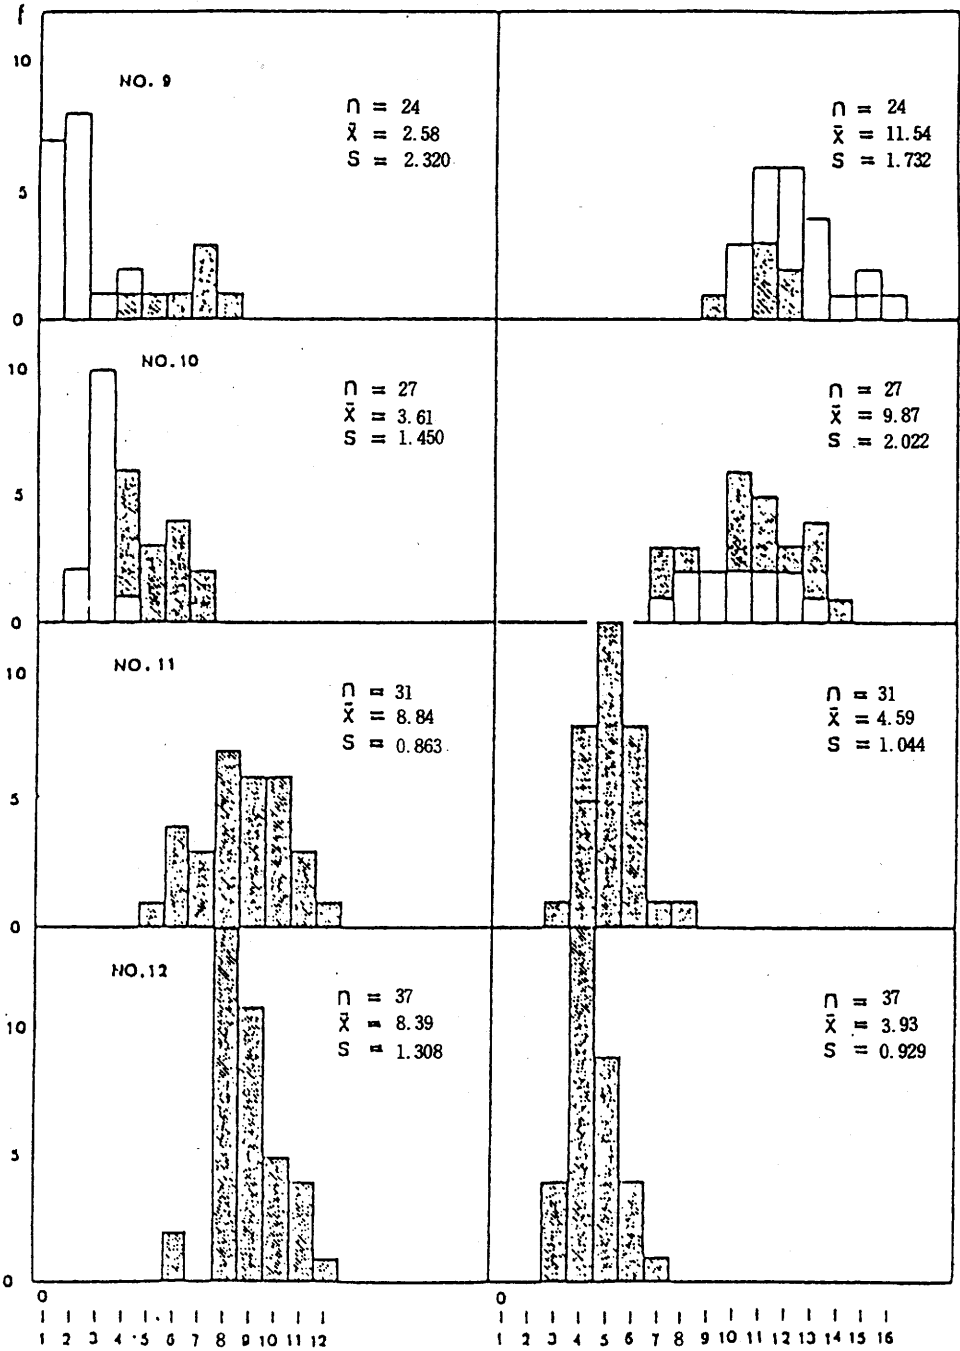 f
10
NO. 9
n = 24
x̄ = 2.58
S = 2.320
n = 24
x̄ = 11.54
S = 1.732
5
0
NO. 10
10
n = 27
x̄ = 3.61
S = 1.450
n = 27
x̄ = 9.87
S = 2.022
5
0
NO. 11
10
n = 31
x̄ = 8.84
S = 0.863
n = 31
x̄ = 4.59
S = 1.044
5
0
NO. 12
10
n = 37
x̄ = 8.39
S = 1.308
n = 37
x̄ = 3.93
S = 0.929
5
0
0 0
1 2 3 4 5 6 7 8 9 10 11 12 1 2 3 4 5 6 7 8 9 10 11 12 13 14 15 16